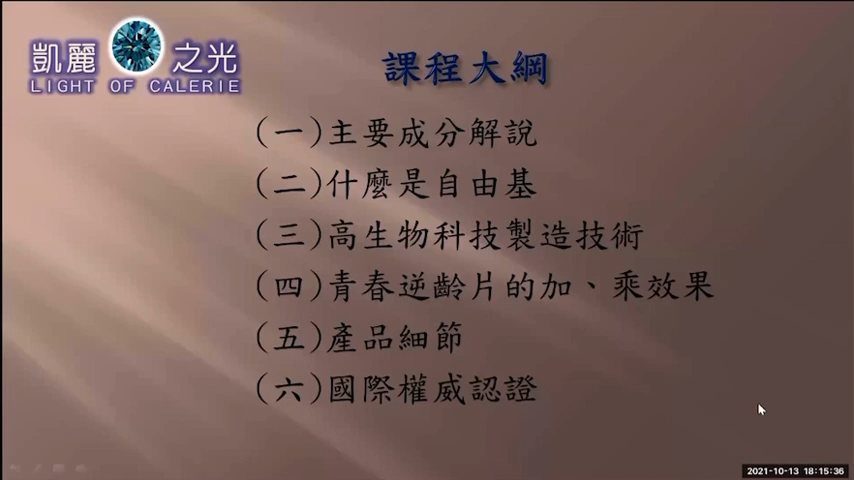 凱麗之光
LIGHT OF CALERIE
課程大綱
(一)主要成分解說
(二)什麼是自由基
(三)高生物科技製造技術
(四)青春逆齡片的加、乘效果
(五)產品細節
(六)國際權威認證
2021-10-13 18:15:36